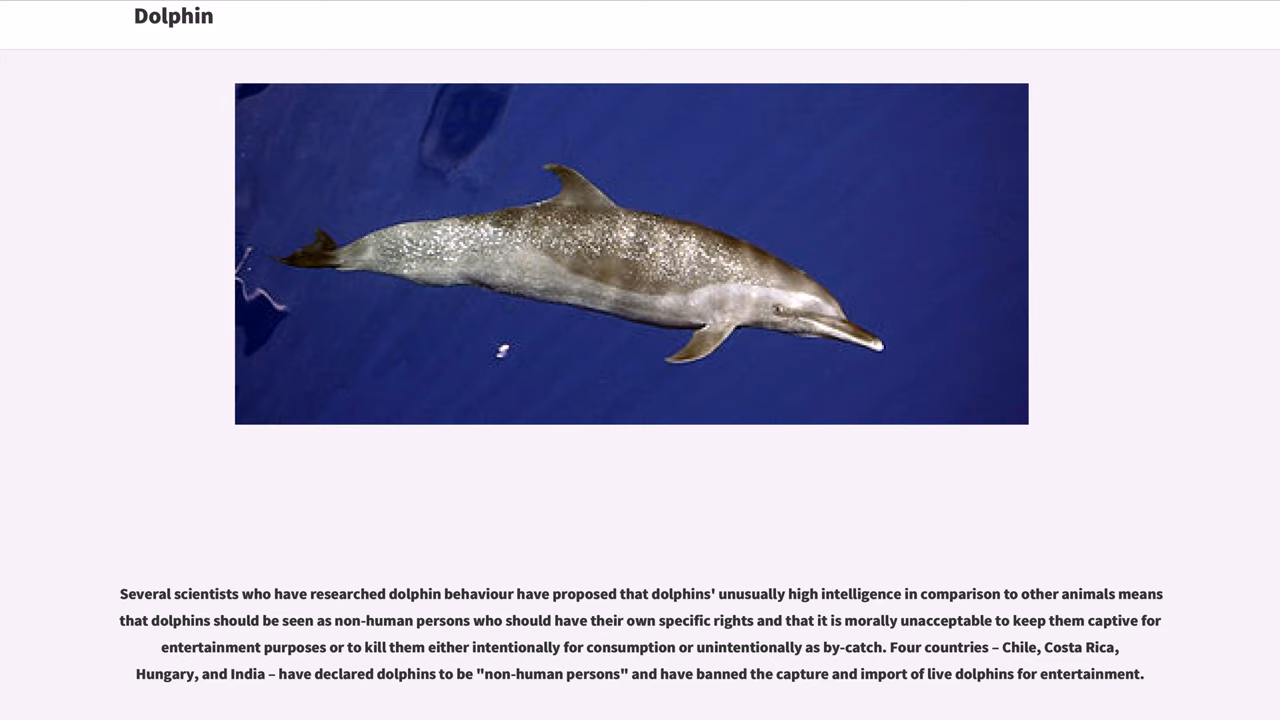 Dolphin
Several scientists who have researched dolphin behaviour have proposed that dolphins' unusually high intelligence in comparison to other animals means
that dolphins should be seen as non-human persons who should have their own specific rights and that it is morally unacceptable to keep them captive for
entertainment purposes or to kill them either intentionally for consumption or unintentionally as by-catch. Four countries – Chile, Costa Rica,
Hungary, and India – have declared dolphins to be "non-human persons" and have banned the capture and import of live dolphins for entertainment.